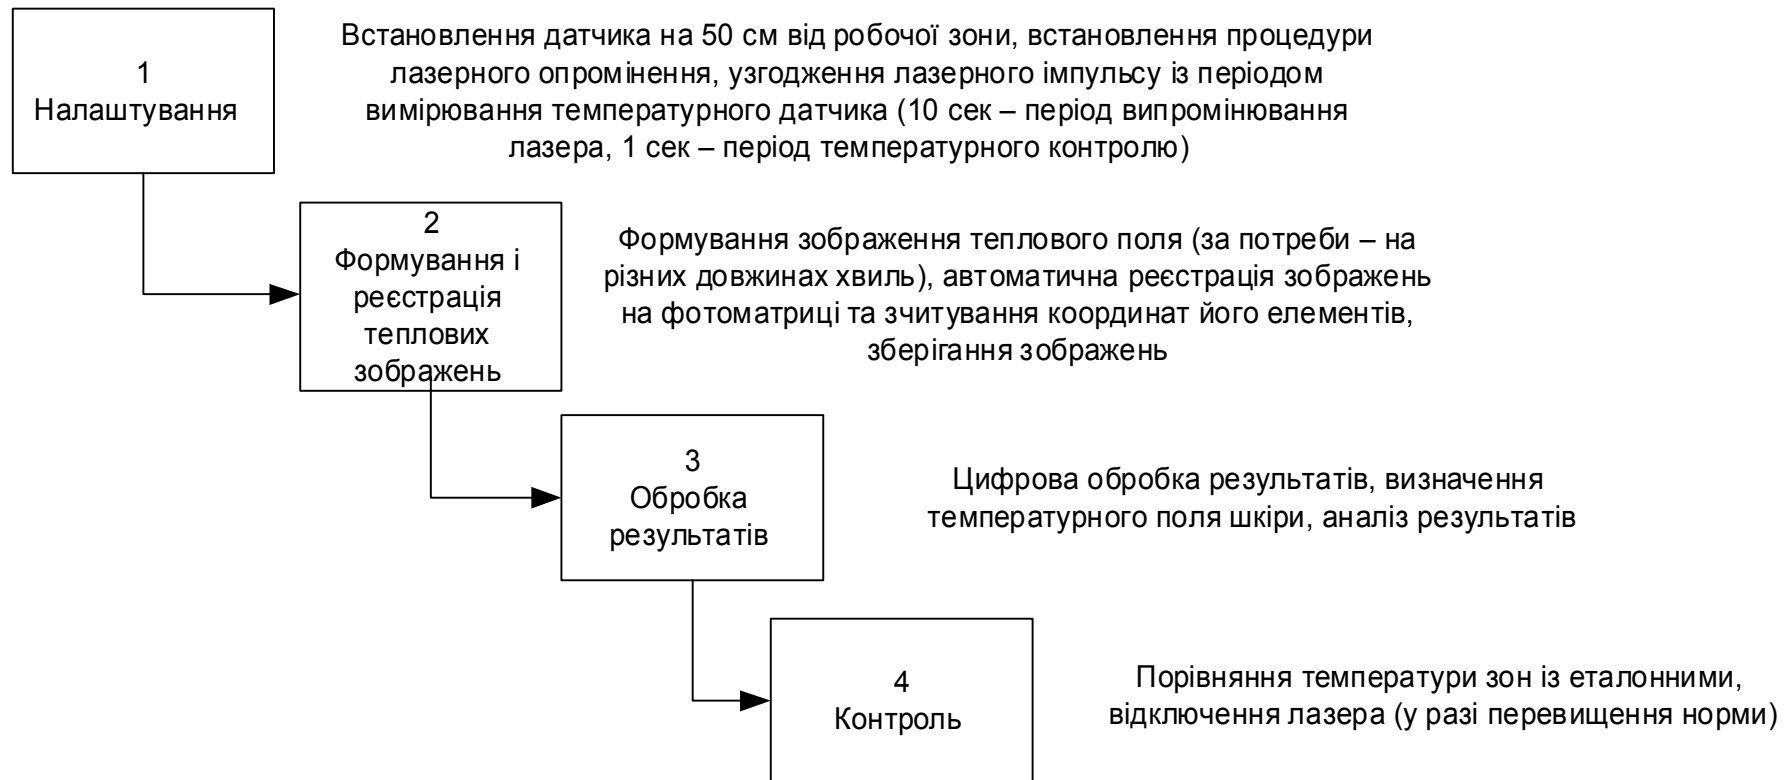 1
Налаштування
Встановлення датчика на 50 см від робочої зони, встановлення процедури
лазерного опромінення, узгодження лазерного імпульсу із періодом
вимірювання температурного датчика (10 сек – період випромінювання
лазера, 1 сек – період температурного контролю)
2
Формування і
реєстрація
теплових
зображень
Формування зображення теплового поля (за потреби – на
різних довжинах хвиль), автоматична реєстрація зображень
на фотоматриці та зчитування координат його елементів,
зберігання зображень
3
Обробка
результатів
Цифрова обробка результатів, визначення
температурного поля шкіри, аналіз результатів
4
Контроль
Порівняння температури зон із еталонними,
відключення лазера (у разі перевищення норми)